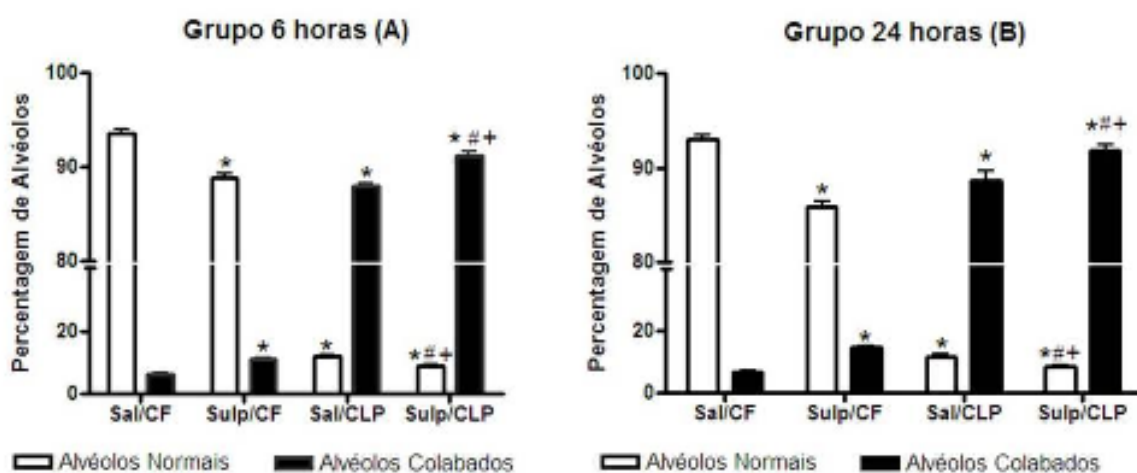 Grupo 6 horas (A)
Percentagem de Alvéolos
100
90
80
80
20
0
*
*
*
*
*#+
* #+
Sal/CF
Sulp/CF
Sal/CLP
Sulp/CLP
Alvéolos Normais
Alvéolos Colabados
Grupo 24 horas (B)
Percentagem de Alvéolos
100
90
80
80
20
0
*
*
*
*
*#+
*#+
Sal/CF
Sulp/CF
Sal/CLP
Sulp/CLP
Alvéolos Normais
Alvéolos Colabados